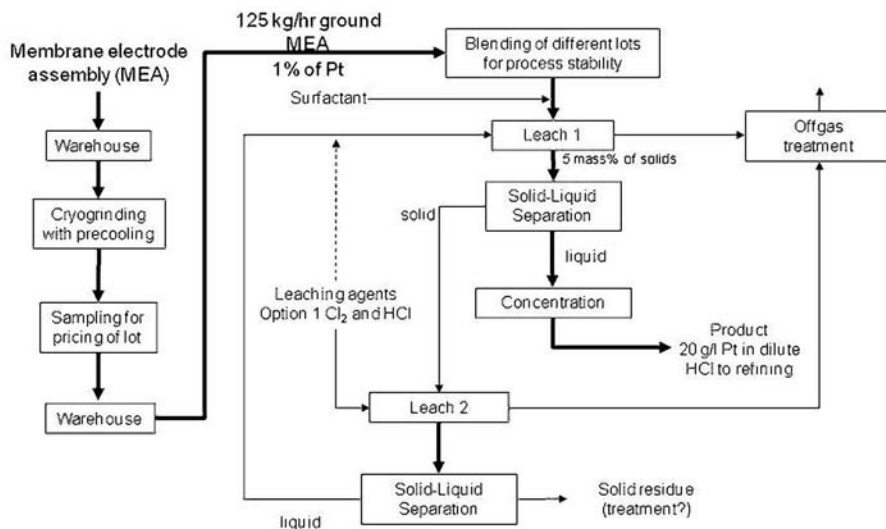 Membrane electrode
assembly (MEA)
Warehouse
Cryogrinding
with precooling
Sampling for
pricing of lot
Warehouse
125 kg/hr ground
MEA
1% of Pt
Blending of different lots
for process stability
Surfactant
Leach 1
Offgas
treatment
5 mass% of solids
Solid-Liquid
Separation
solid
liquid
Leaching agents
Option 1 Cl₂ and HCl
Concentration
Product
20 g/l Pt in dilute
HCl to refining
Leach 2
Solid-Liquid
Separation
liquid
Solid residue
(treatment?)